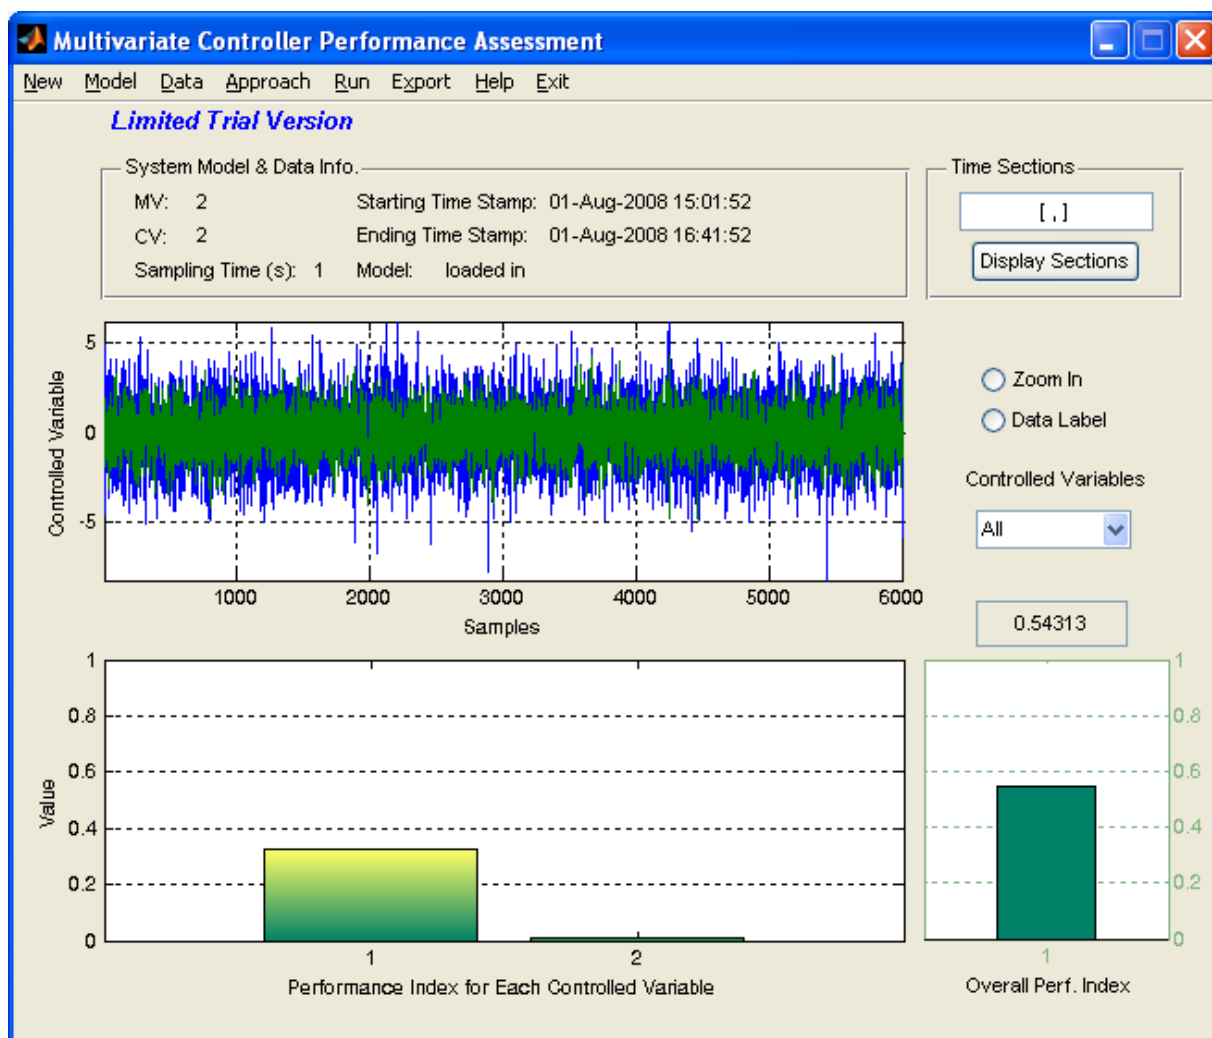 Multivariate Controller Performance Assessment
New Model Data Approach Run Export Help Exit
Limited Trial Version
System Model & Data Info.
MV: 2 Starting Time Stamp: 01-Aug-2008 15:01:52
CV: 2 Ending Time Stamp: 01-Aug-2008 16:41:52
Sampling Time (s): 1 Model: loaded in
Time Sections
[ , ]
Display Sections
5
0
-5
Controlled Variable
1000 2000 3000 4000 5000 6000
Samples
Zoom In
Data Label
Controlled Variables
All
0.54313
1
0.8
0.6
0.4
0.2
0
Value
1 2
Performance Index for Each Controlled Variable
1
0.8
0.6
0.4
0.2
0
1
Overall Perf. Index